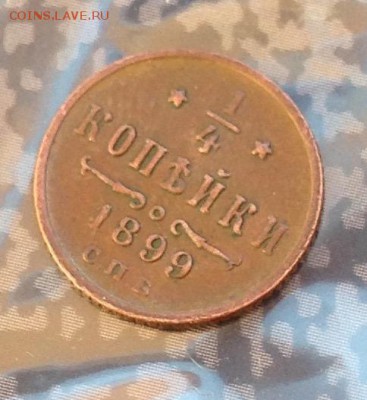 COINS.LAVE.RU
1/4
КОПѢЙКИ
1899
С.П.Б.